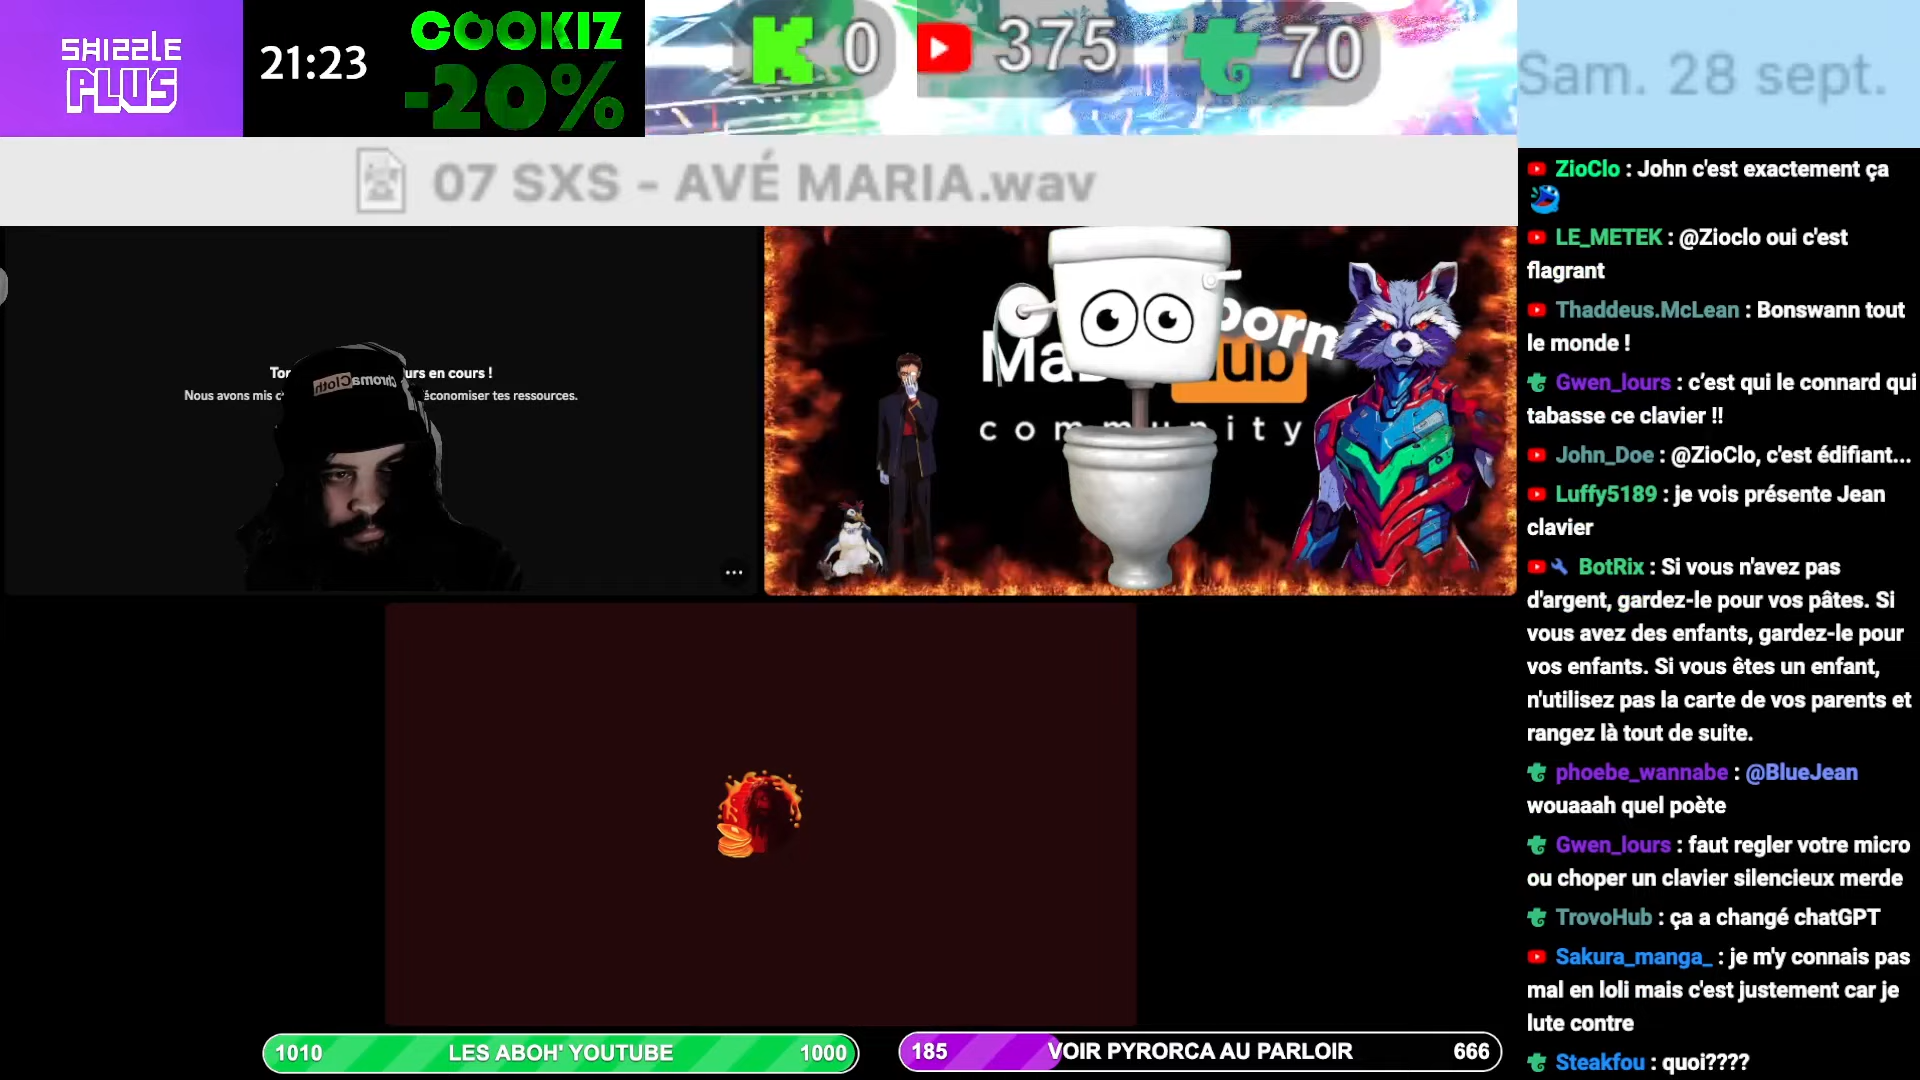 SHIZZLE
PLUS
21:23
COOKIZ
-20%
0
375
70
Sam. 28 sept.
07 SXS - AVÉ MARIA.wav
urs en cours !
Nous avons mis
économiser tes ressources.
chromaCloth
Ma
born
ub
community
ZioClo : John c'est exactement ça
LE_METEK : @Zioclo oui c'est
flagrant
Thaddeus.McLean : Bonswann tout
le monde !
Gwen_lours : c’est qui le connard qui
tabasse ce clavier !!
John_Doe : @ZioClo, c'est édifiant...
Luffy5189 : je vois présente Jean
clavier
BotRix : Si vous n'avez pas
d'argent, gardez-le pour vos pâtes. Si
vous avez des enfants, gardez-le pour
vos enfants. Si vous êtes un enfant,
n'utilisez pas la carte de vos parents et
rangez là tout de suite.
phoebe_wannabe : @BlueJean
wouaaah quel poète
Gwen_lours : faut regler votre micro
ou choper un clavier silencieux merde
TrovoHub : ça a changé chatGPT
Sakura_manga_ : je m'y connais pas
mal en loli mais c'est justement car je
lute contre
Steakfou : quoi????
1010 LES ABOH' YOUTUBE 1000
185 VOIR PYRORCA AU PARLOIR 666